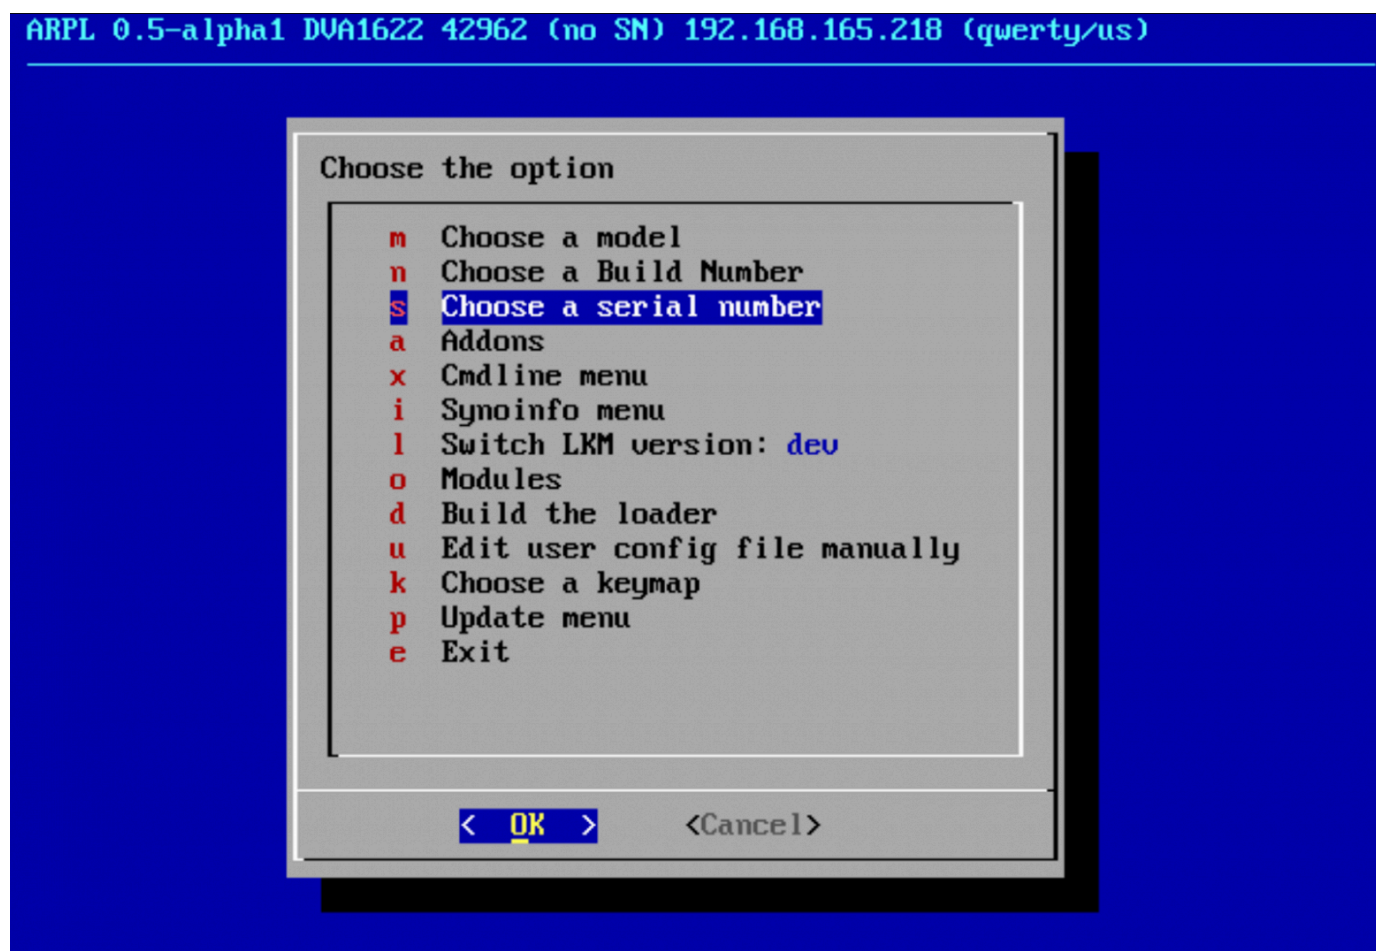 ARPL 0.5-alpha1 DVA1622 42962 (no SN) 192.168.165.218 (qwerty/us)
Choose the option
m Choose a model
n Choose a Build Number
s Choose a serial number
a Addons
x Cmdline menu
i Synoinfo menu
l Switch LKM version: dev
o Modules
d Build the loader
u Edit user config file manually
k Choose a keymap
p Update menu
e Exit
< OK > <Cancel>